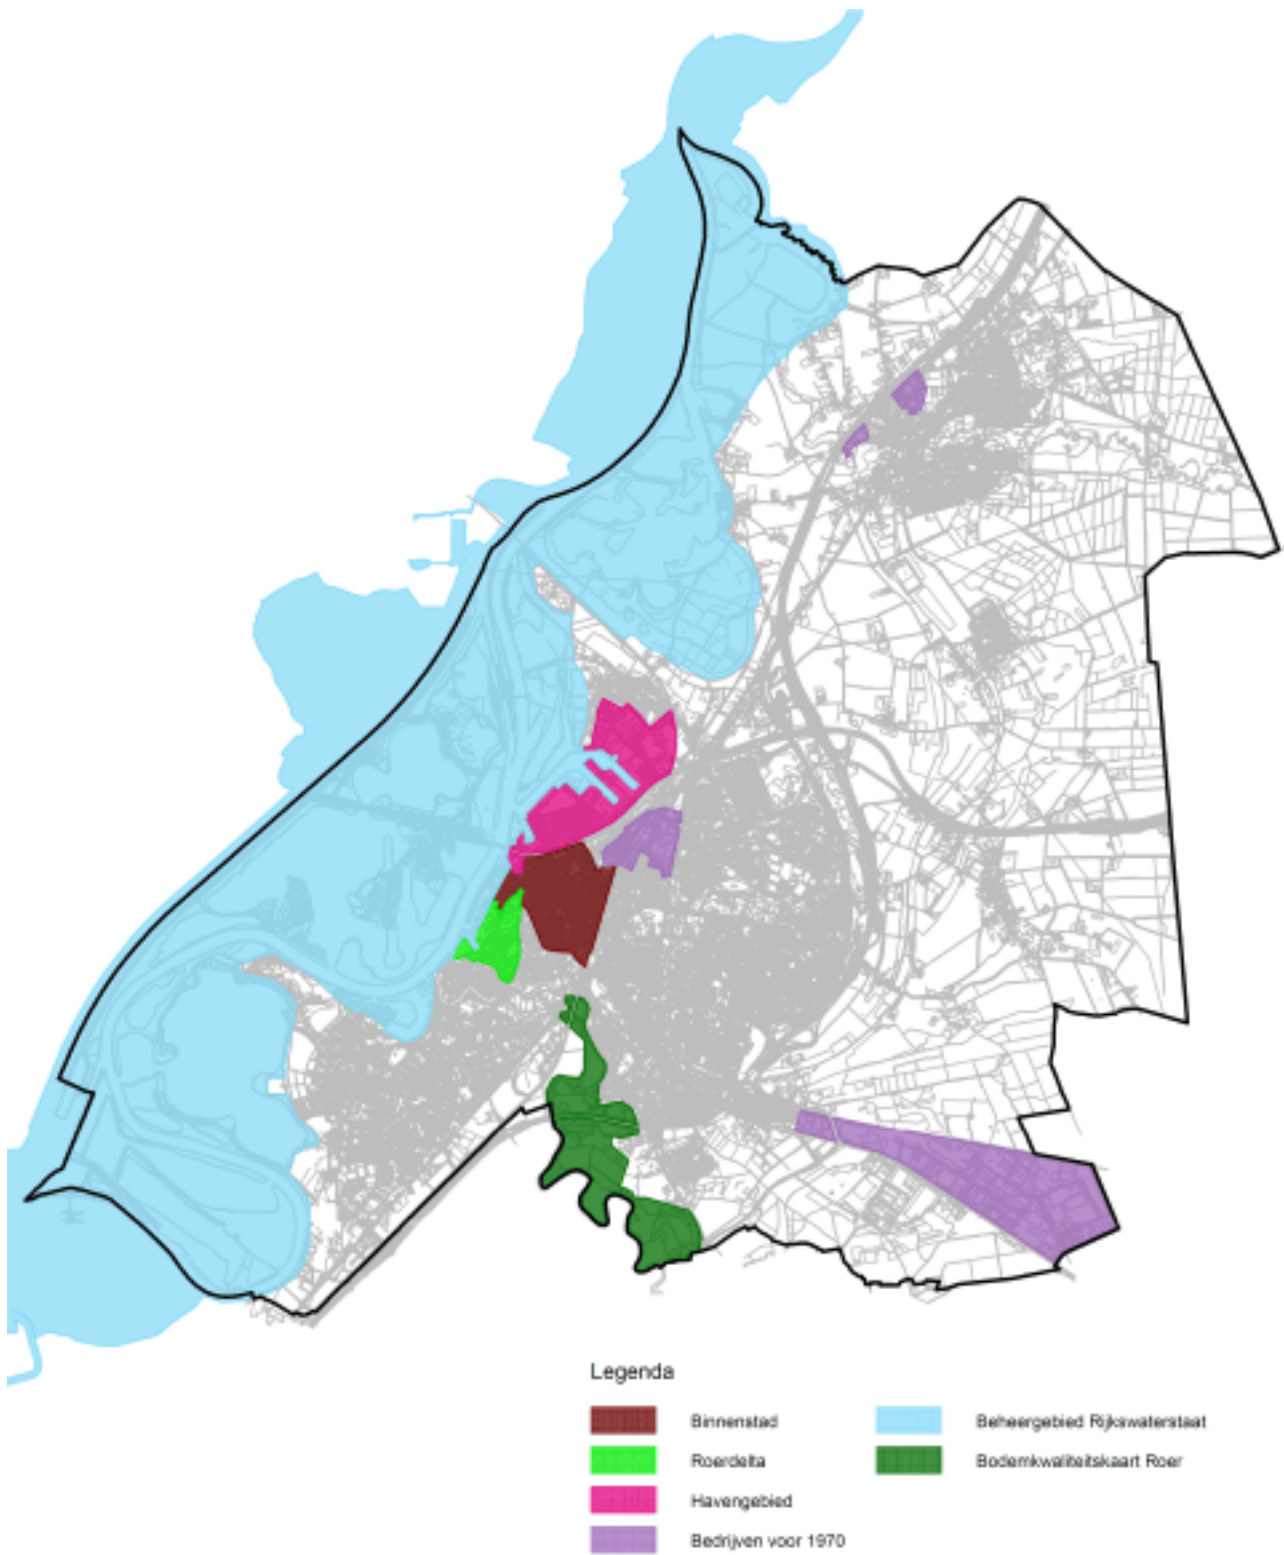 Legenda
Binnenstad
Roerdelta
Havengebied
Bedrijven voor 1970
Beheergebied Rijkswaterstaat
Bodemkwaliteitskaart Roer